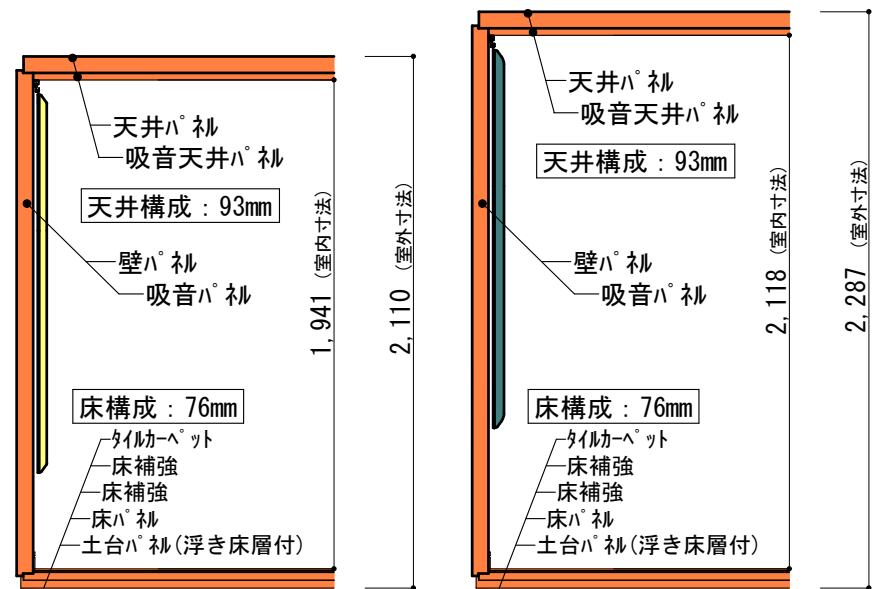 天井ﾊﾟﾈﾙ
吸音天井ﾊﾟﾈﾙ
天井構成：93mm
壁ﾊﾟﾈﾙ
吸音ﾊﾟﾈﾙ
1,941 (室内寸法)
2,110 (室外寸法)
床構成：76mm
ﾀｲﾙｶｰﾍﾟｯﾄ
床補強
床補強
床ﾊﾟﾈﾙ
土台ﾊﾟﾈﾙ(浮き床層付)
天井ﾊﾟﾈﾙ
吸音天井ﾊﾟﾈﾙ
天井構成：93mm
壁ﾊﾟﾈﾙ
吸音ﾊﾟﾈﾙ
2,118 (室内寸法)
2,287 (室外寸法)
床構成：76mm
ﾀｲﾙｶｰﾍﾟｯﾄ
床補強
床補強
床ﾊﾟﾈﾙ
土台ﾊﾟﾈﾙ(浮き床層付)